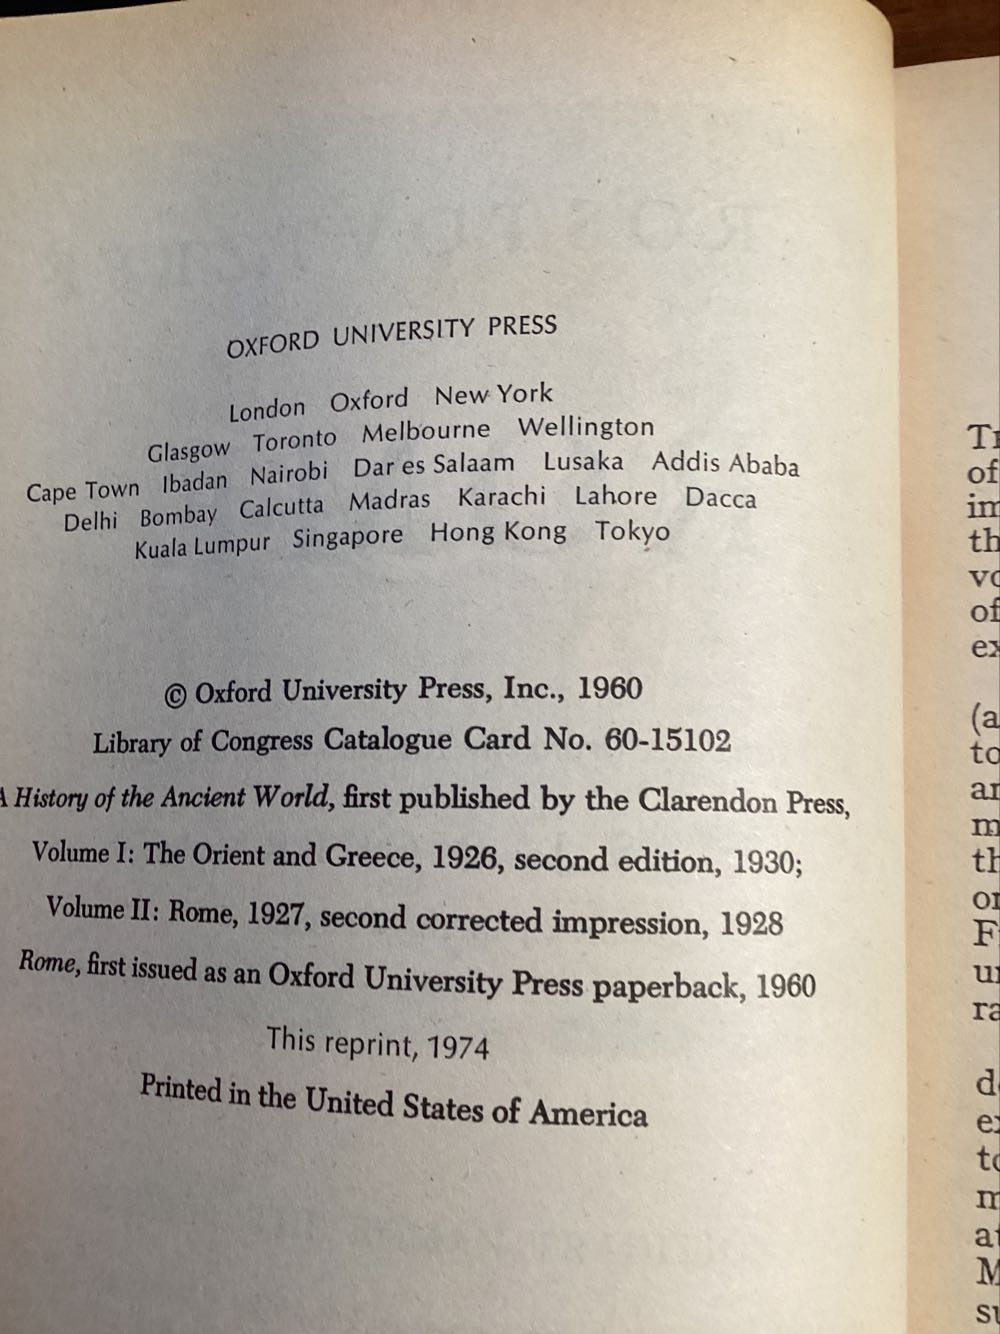 OXFORD UNIVERSITY PRESS
London Oxford New York
Glasgow Toronto Melbourne Wellington
Cape Town Ibadan Nairobi Dar es Salaam Lusaka Addis Ababa
Delhi Bombay Calcutta Madras Karachi Lahore Dacca
Kuala Lumpur Singapore Hong Kong Tokyo
© Oxford University Press, Inc., 1960
Library of Congress Catalogue Card No. 60-15102
A History of the Ancient World, first published by the Clarendon Press,
Volume I: The Orient and Greece, 1926, second edition, 1930;
Volume II: Rome, 1927, second corrected impression, 1928
Rome, first issued as an Oxford University Press paperback, 1960
This reprint, 1974
Printed in the United States of America